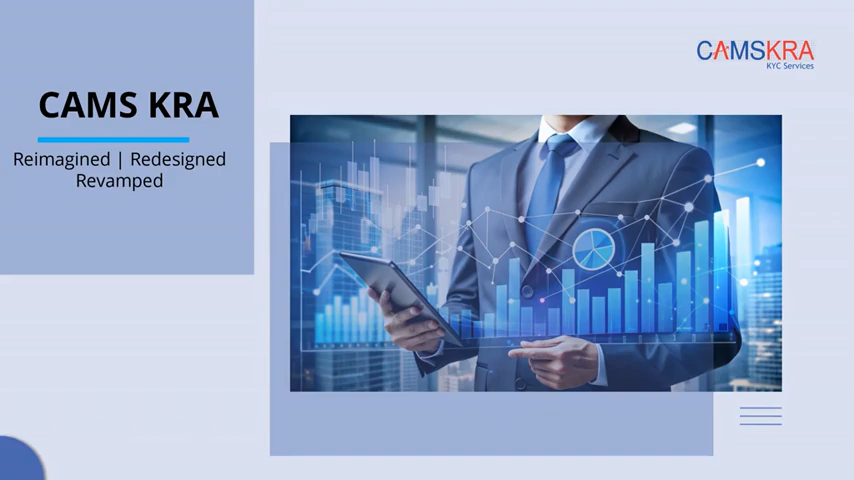 CAMSKRA
KYC Services
CAMS KRA
Reimagined | Redesigned
Revamped